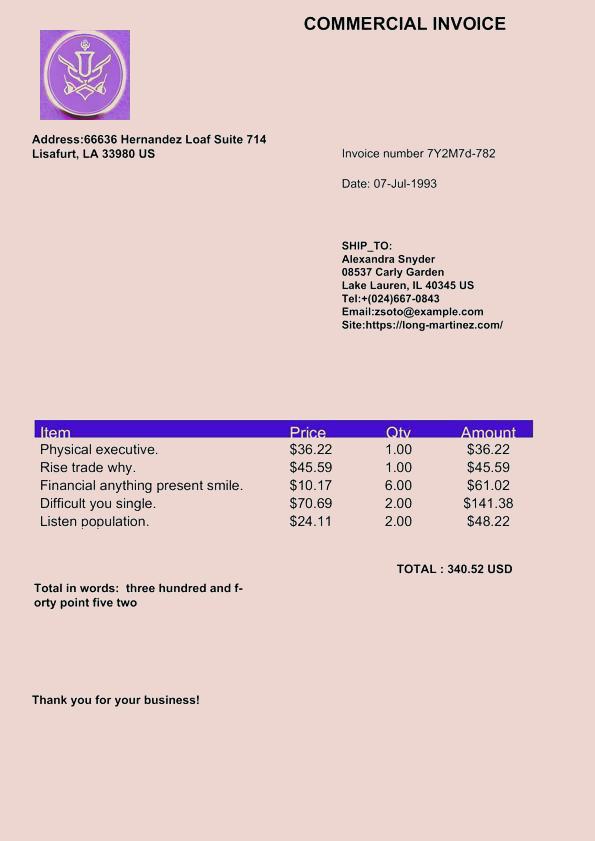 COMMERCIAL INVOICE
Address:66636 Hernandez Loaf Suite 714
Lisafurt, LA 33980 US
Invoice number 7Y2M7d-782
Date: 07-Jul-1993
SHIP_TO:
Alexandra Snyder
08537 Carly Garden
Lake Lauren, IL 40345 US
Tel:+(024)667-0843
Email:zsoto@example.com
Site:https://long-martinez.com/
Item Price Qty Amount
Physical executive. $36.22 1.00 $36.22
Rise trade why. $45.59 1.00 $45.59
Financial anything present smile. $10.17 6.00 $61.02
Difficult you single. $70.69 2.00 $141.38
Listen population. $24.11 2.00 $48.22
TOTAL : 340.52 USD
Total in words:  three hundred and f-
orty point five two
Thank you for your business!